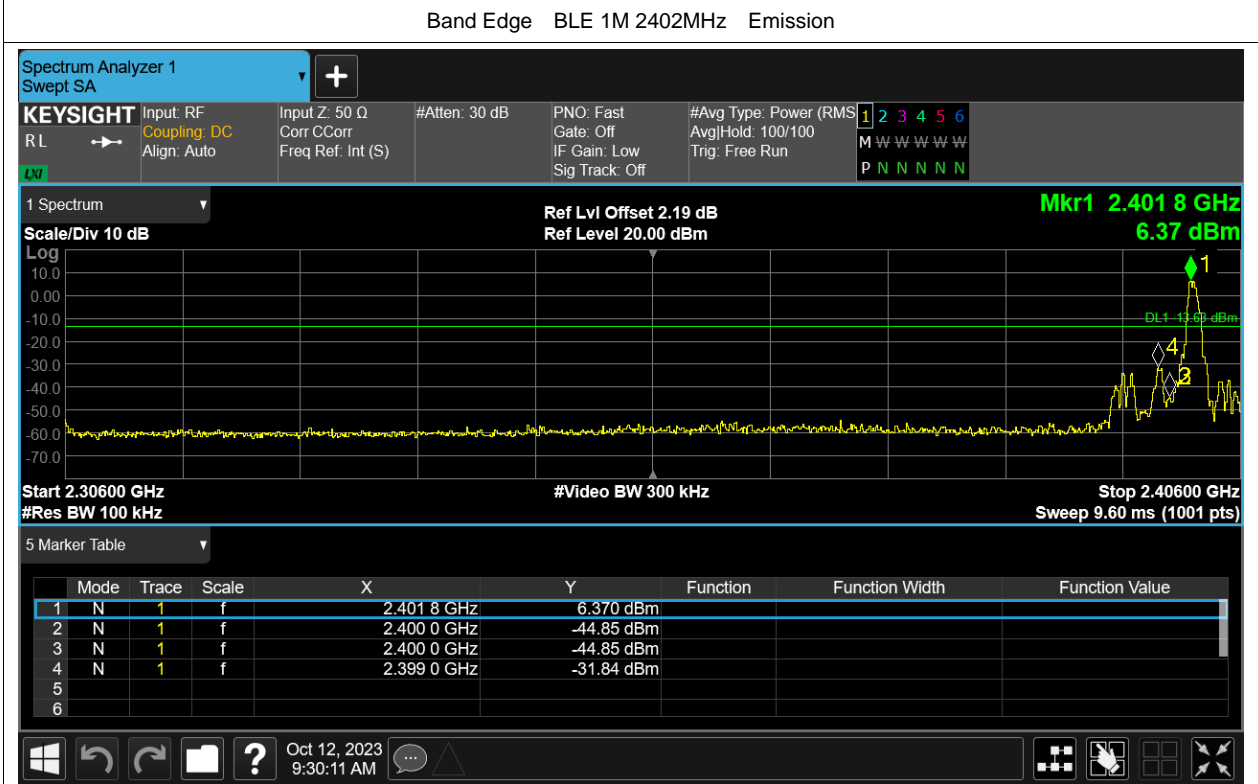 Band Edge BLE 1M 2402MHz Emission
Spectrum Analyzer 1
Swept SA
KEYSIGHT
RL
LXI
Input: RF
Coupling: DC
Align: Auto
Input Z: 50 Ω
Corr CCorr
Freq Ref: Int (S)
#Atten: 30 dB
PNO: Fast
Gate: Off
IF Gain: Low
Sig Track: Off
#Avg Type: Power (RMS
Avg|Hold: 100/100
Trig: Free Run
1 2 3 4 5 6
M W W W W W
P N N N N N
1 Spectrum
Scale/Div 10 dB
Ref Lvl Offset 2.19 dB
Ref Level 20.00 dBm
Mkr1 2.401 8 GHz
6.37 dBm
Log
10.0
0.00
-10.0
-20.0
-30.0
-40.0
-50.0
-60.0
-70.0
1
DL1 -13.63 dBm
4
Start 2.30600 GHz
#Res BW 100 kHz
#Video BW 300 kHz
Stop 2.40600 GHz
Sweep 9.60 ms (1001 pts)
5 Marker Table
Mode Trace Scale X Y Function Function Width Function Value
1 N 1 f 2.401 8 GHz 6.370 dBm
2 N 1 f 2.400 0 GHz -44.85 dBm
3 N 1 f 2.400 0 GHz -44.85 dBm
4 N 1 f 2.399 0 GHz -31.84 dBm
5
6
?
Oct 12, 2023
9:30:11 AM